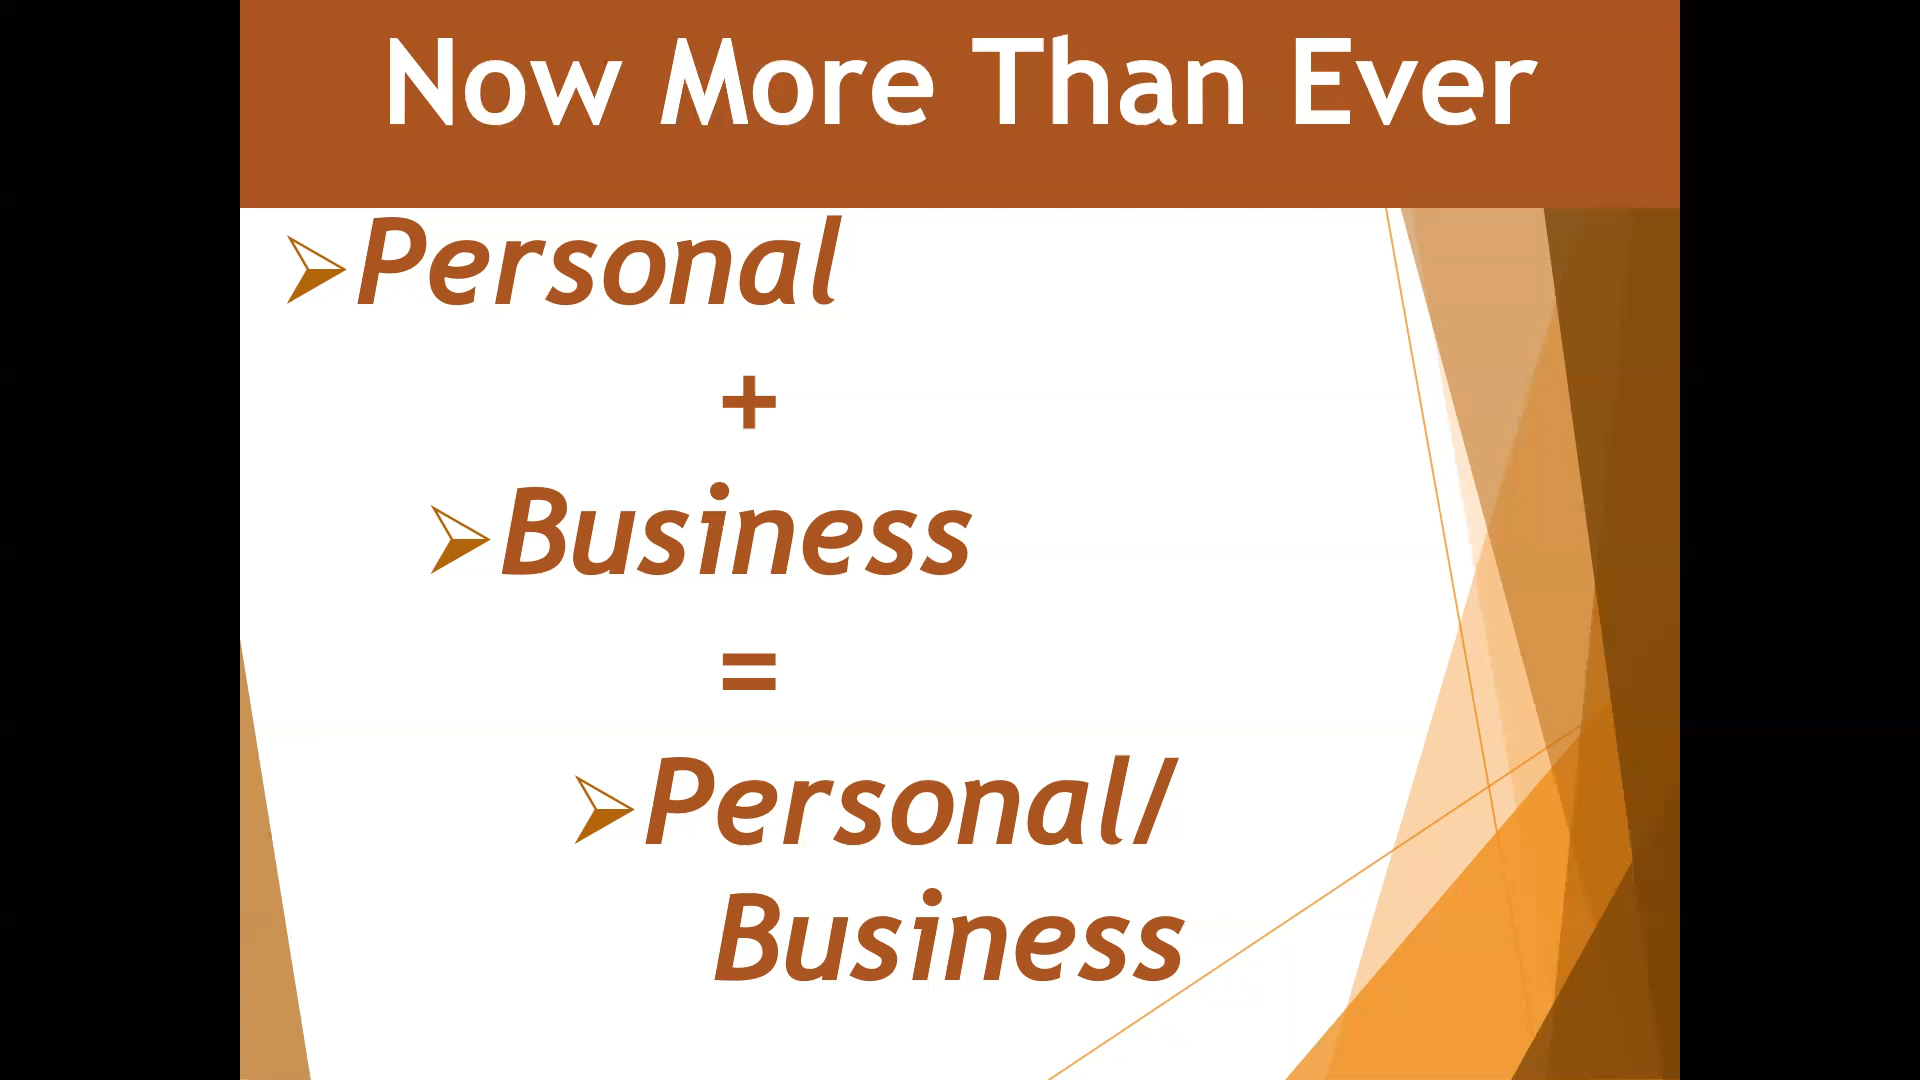 Now More Than Ever
Personal
+
Business
=
Personal/
Business